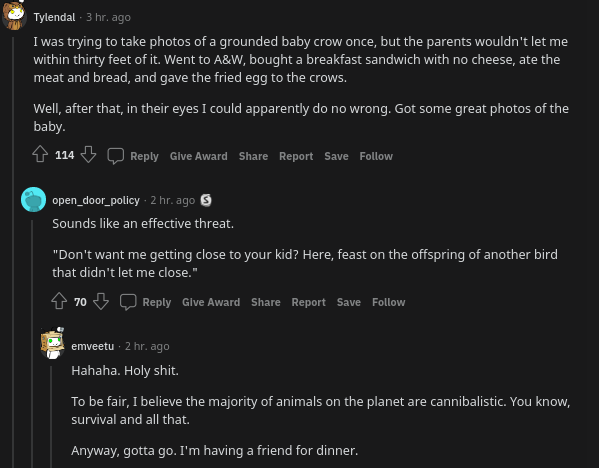 Tylendal · 3 hr. ago
I was trying to take photos of a grounded baby crow once, but the parents wouldn't let me
within thirty feet of it. Went to A&W, bought a breakfast sandwich with no cheese, ate the
meat and bread, and gave the fried egg to the crows.
Well, after that, in their eyes I could apparently do no wrong. Got some great photos of the
baby.
114 Reply Give Award Share Report Save Follow
open_door_policy · 2 hr. ago S
Sounds like an effective threat.
"Don't want me getting close to your kid? Here, feast on the offspring of another bird
that didn't let me close."
70 Reply Give Award Share Report Save Follow
emveetu · 2 hr. ago
Hahaha. Holy shit.
To be fair, I believe the majority of animals on the planet are cannibalistic. You know,
survival and all that.
Anyway, gotta go. I'm having a friend for dinner.